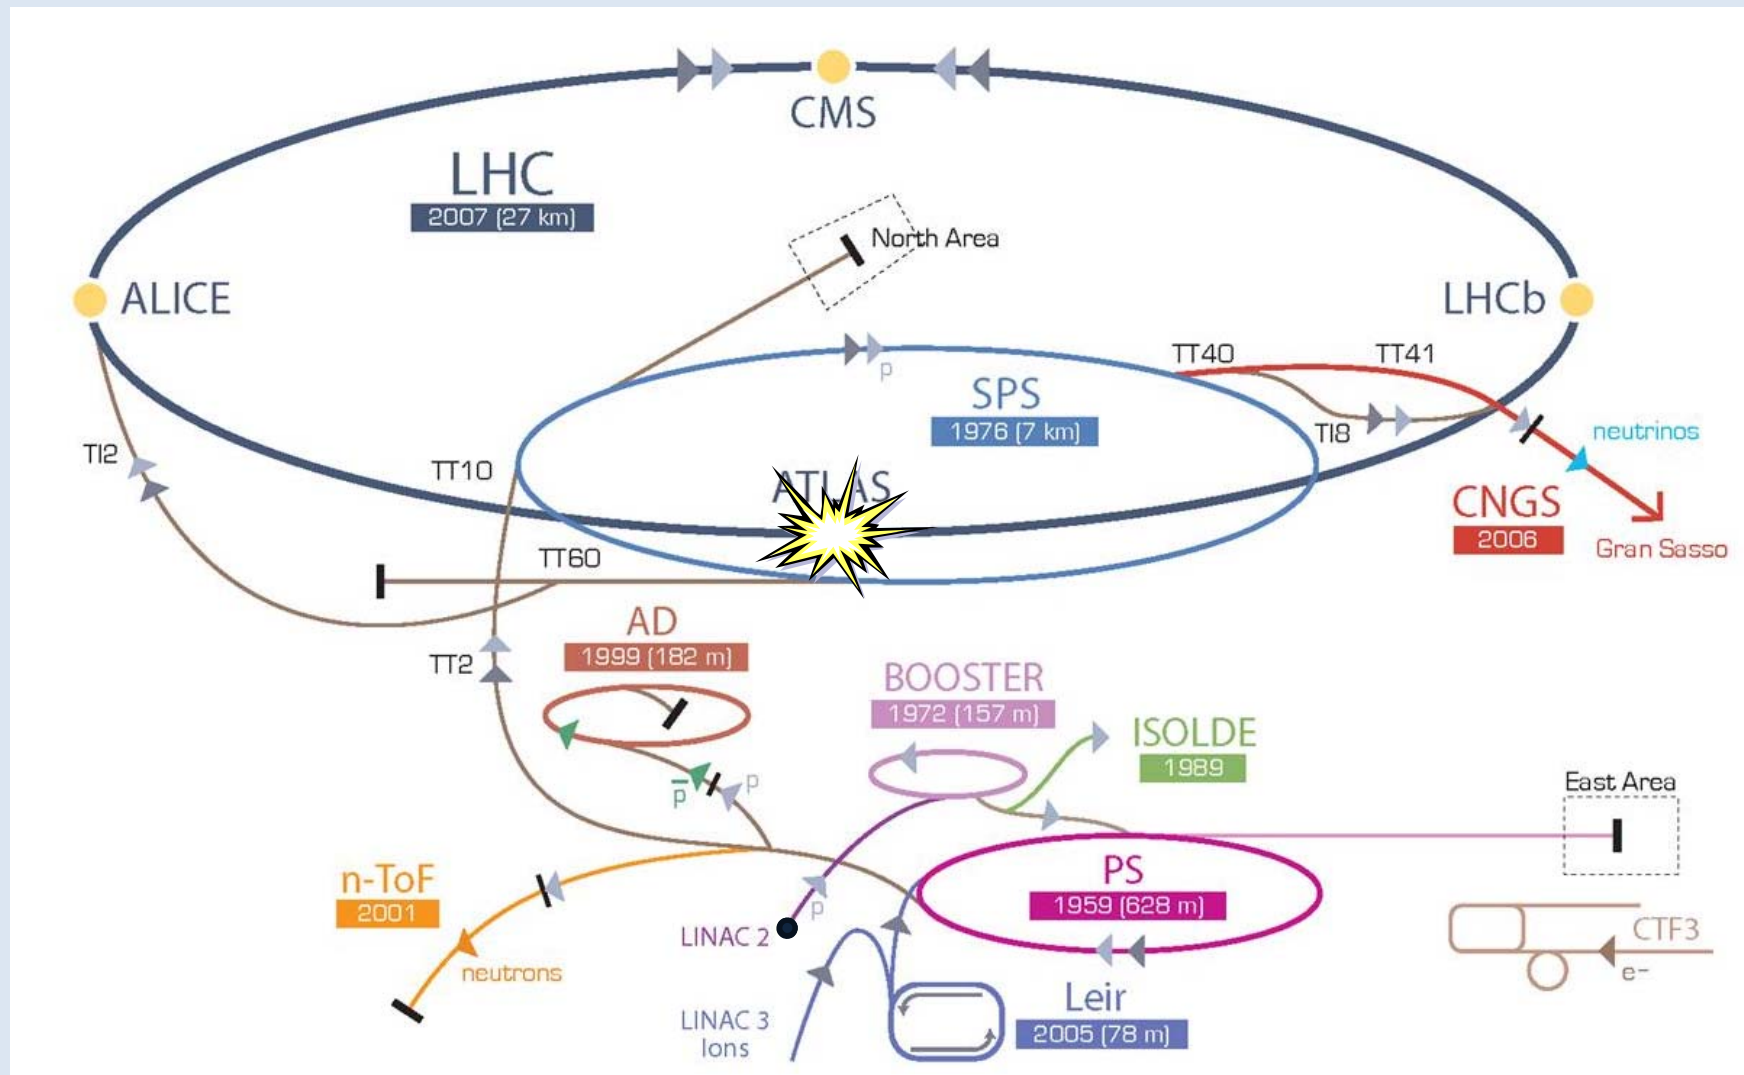 CMS
LHC
2007 (27 km)
North Area
ALICE
LHCb
TT40
TT41
p
SPS
1976 (7 km)
TI8
neutrinos
TI2
TT10
ATLAS
CNGS
2006
Gran Sasso
TT60
AD
1999 (182 m)
TT2
BOOSTER
1972 (157 m)
ISOLDE
1989
p̅
p
East Area
n-ToF
2001
PS
1959 (628 m)
p
LINAC 2
CTF3
neutrons
e-
Leir
2005 (78 m)
LINAC 3
Ions